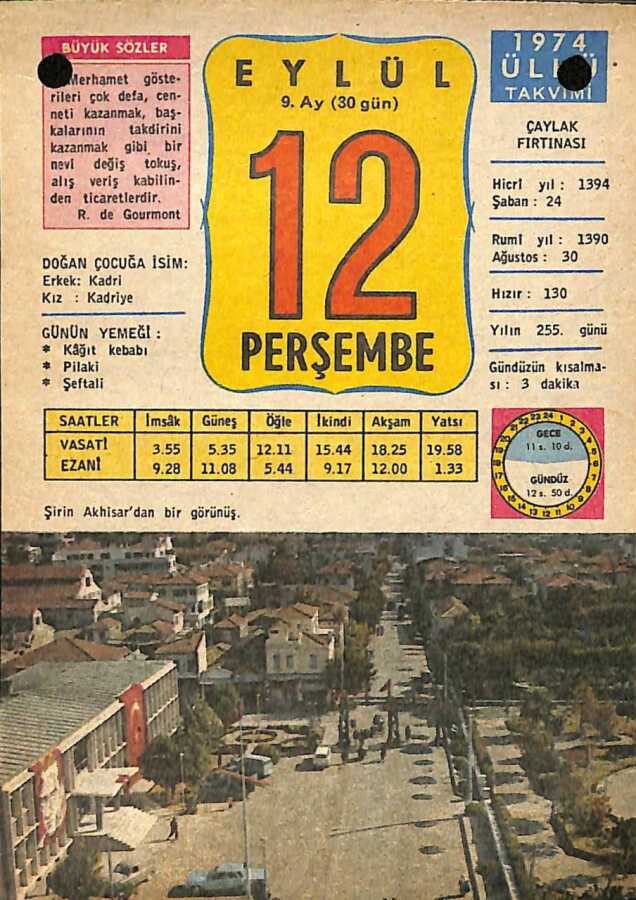 BÜYÜK SÖZLER
Merhamet göste-
rileri çok defa, cen-
neti kazanmak, baş-
kalarının takdirini
kazanmak gibi bir
nevi değiş tokuş,
alış veriş kabilin-
den ticaretlerdir.
R. de Gourmont
DOĞAN ÇOCUĞA İSİM:
Erkek: Kadri
Kız : Kadriye
GÜNÜN YEMEĞİ :
* Kâğıt kebabı
* Pilaki
* Şeftali
EYLÜL
9. Ay (30 gün)
12
PERŞEMBE
1974
ÜLKÜ
TAKVİMİ
ÇAYLAK
FIRTINASI
Hicrî yıl : 1394
Şaban : 24
Rumî yıl : 1390
Ağustos : 30
Hızır : 130
Yılın 255. günü
Gündüzün kısalma-
sı : 3 dakika
SAATLER İmsâk Güneş Öğle İkindi Akşam Yatsı
VASATİ 3.55 5.35 12.11 15.44 18.25 19.58
EZANİ 9.28 11.08 5.44 9.17 12.00 1.33
GECE
11 s. 10 d.
GÜNDÜZ
12 s. 50 d.
Şirin Akhisar'dan bir görünüş.